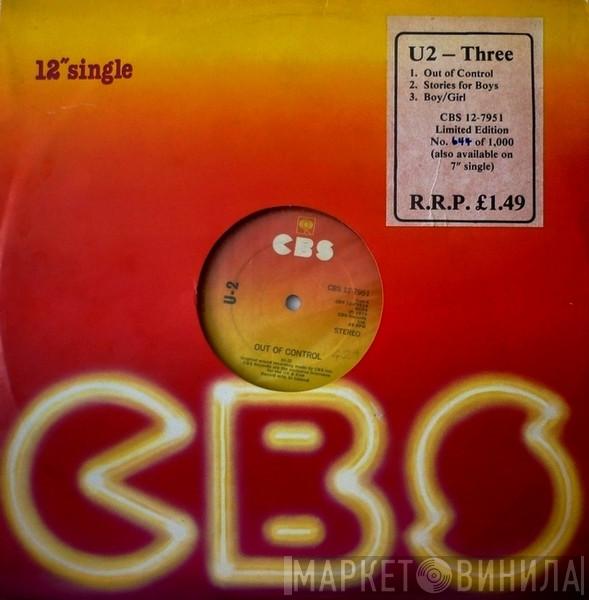 12"single
U2 – Three
1. Out of Control
2. Stories for Boys
3. Boy/Girl
CBS 12-7951
Limited Edition
No. 644 of 1,000
(also available on
7" single)
R.R.P. £1.49
CBS
CBS 12-7951
U-2
STEREO
OUT OF CONTROL
CBS
МАРКЕТ ВИНИЛА